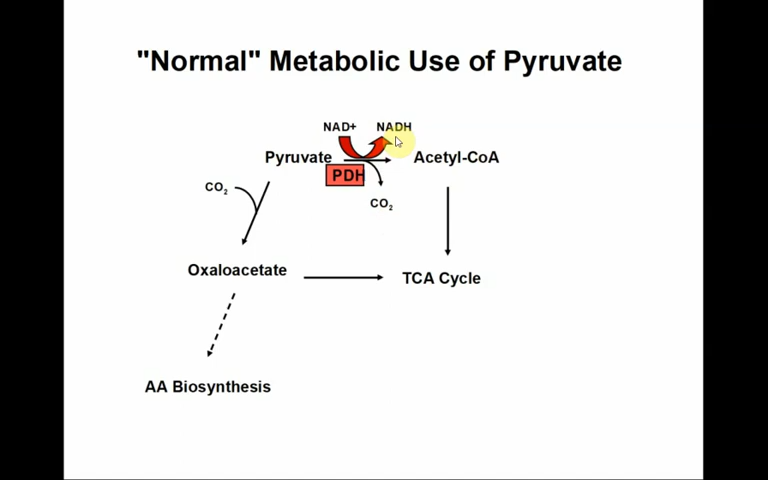 "Normal" Metabolic Use of Pyruvate
NAD+ NADH
Pyruvate Acetyl-CoA
PDH
CO₂
CO₂
Oxaloacetate TCA Cycle
AA Biosynthesis